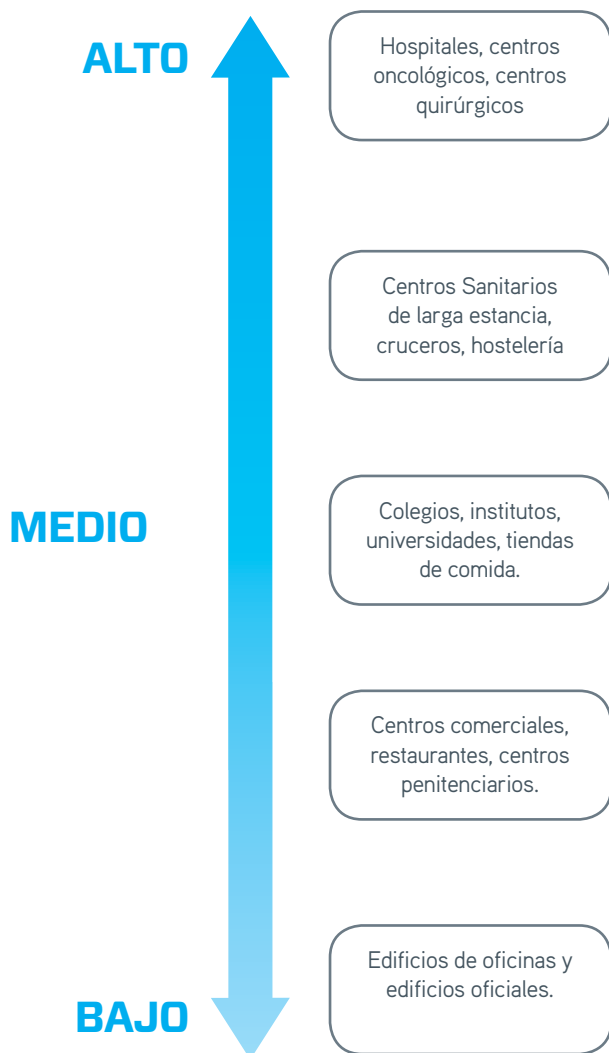 ALTO
Hospitales, centros
oncológicos, centros
quirúrgicos
Centros Sanitarios
de larga estancia,
cruceros, hostelería
MEDIO
Colegios, institutos,
universidades, tiendas
de comida.
Centros comerciales,
restaurantes, centros
penitenciarios.
Edificios de oficinas y
edificios oficiales.
BAJO